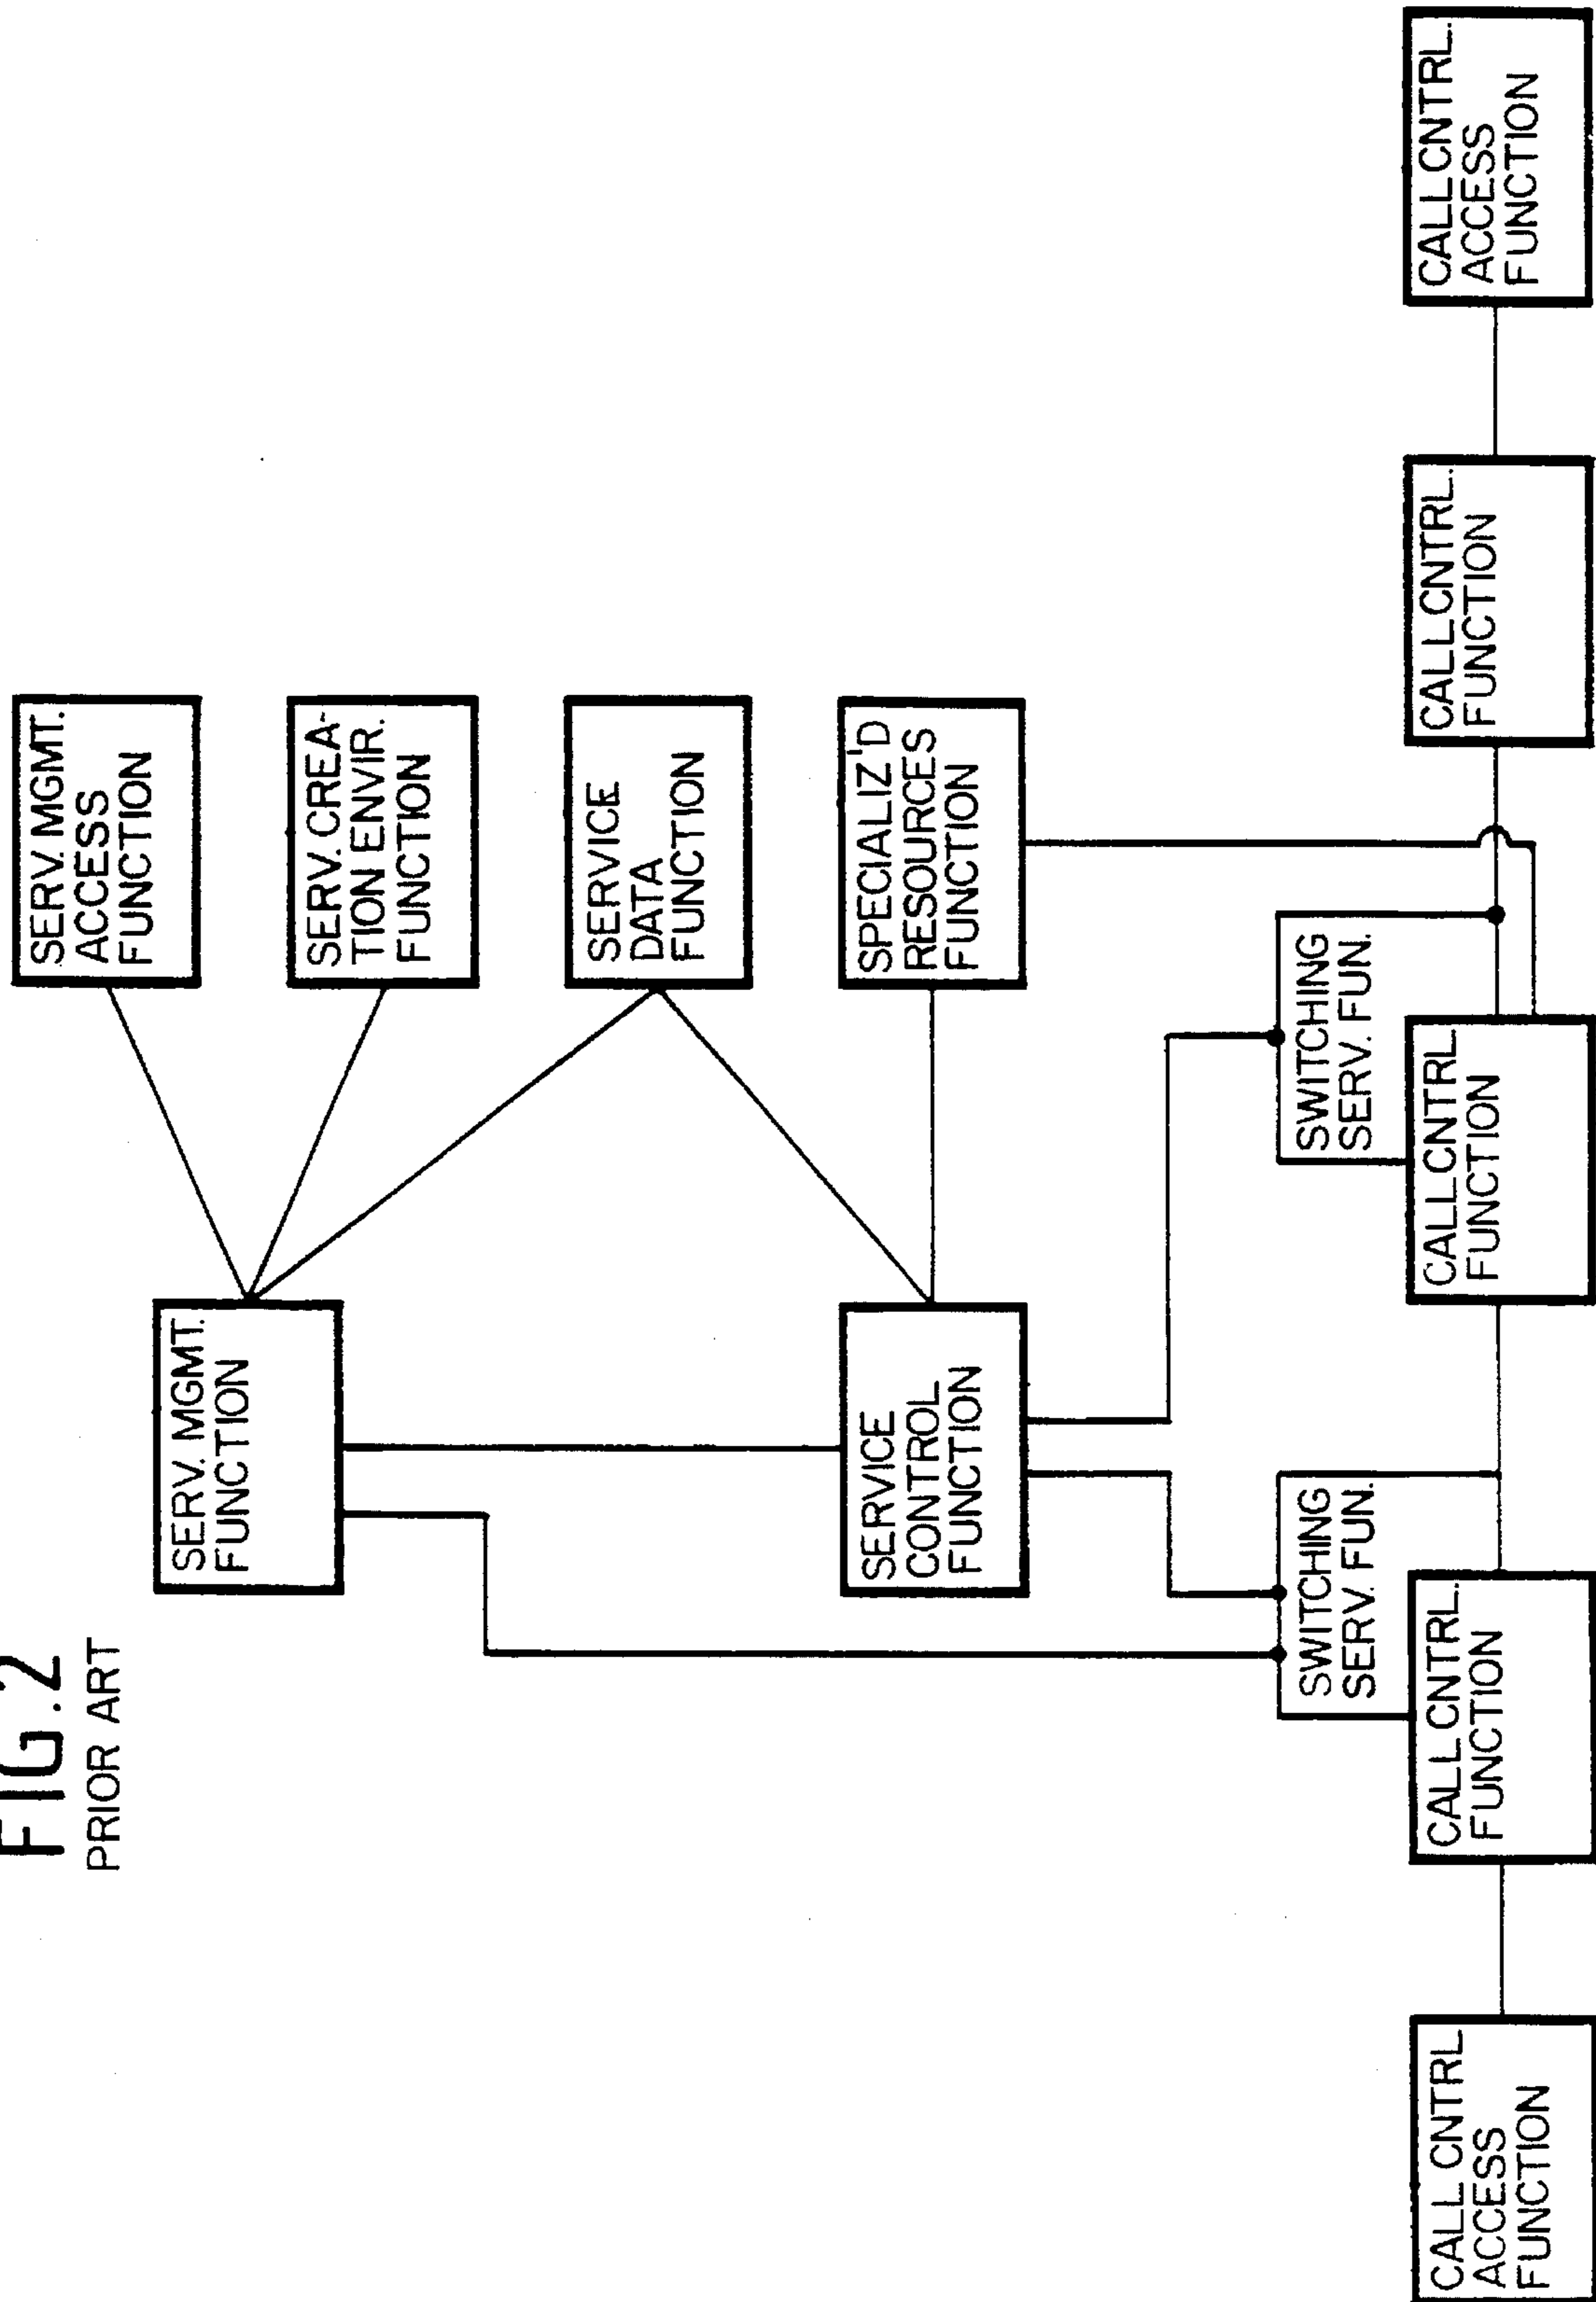 FIG.2
PRIOR ART
SERV. MGMT.
ACCESS
FUNCTION
SERV. MGMT.
FUNCTION
SERV. CREA-
TION ENVIR.
FUNCTION
SERVICE
DATA
FUNCTION
SERVICE
CONTROL
FUNCTION
SPECIALIZ'D
RESOURCES
FUNCTION
SWITCHING
SERV. FUN.
SWITCHING
SERV. FUN.
CALL CNTRL
ACCESS
FUNCTION
CALL CNTRL.
FUNCTION
CALL CNTRL.
FUNCTION
CALL CNTRL.
FUNCTION
CALL CNTRL.
ACCESS
FUNCTION